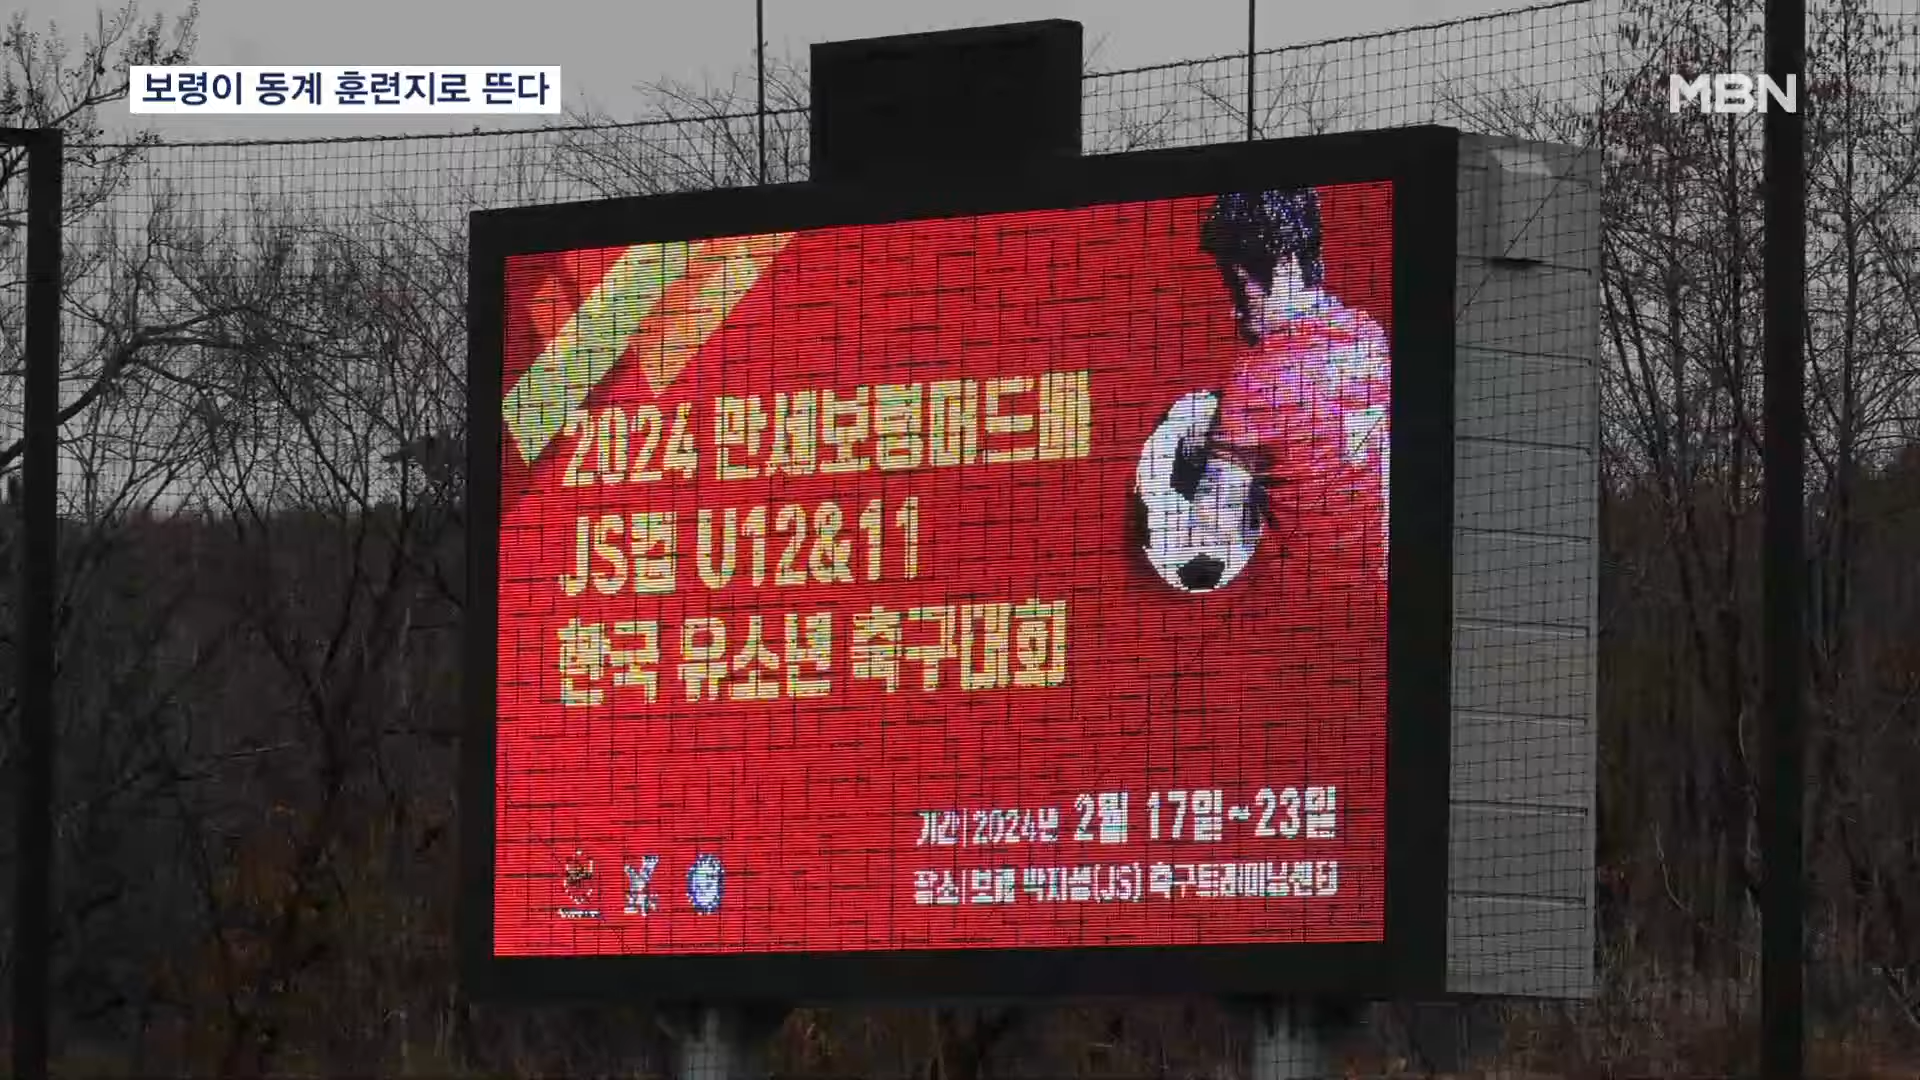 보령이 동계 훈련지로 뜬다
MBN
2024 만세보령머드배
JS컵 U12&11
한국 유소년 축구대회
기간 | 2024년 2월 17일~23일
장소 | 보령 박지성(JS) 축구트레이닝센터